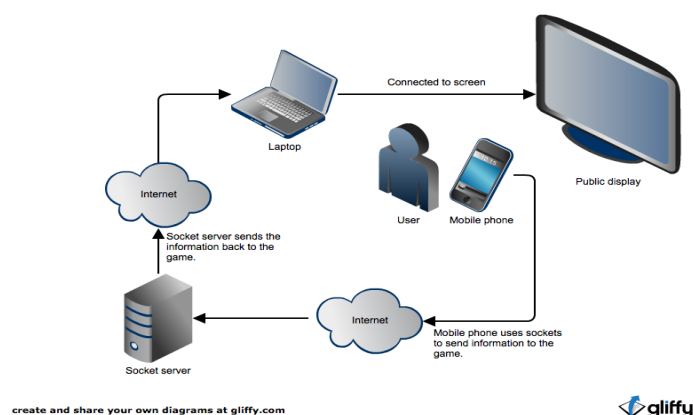 Connected to screen
Laptop
10:15
Public display
Internet
User
Mobile phone
Socket server sends the
information back to the
game.
Internet
Mobile phone uses sockets
to send information to the
game.
Socket server
create and share your own diagrams at gliffy.com
gliffy